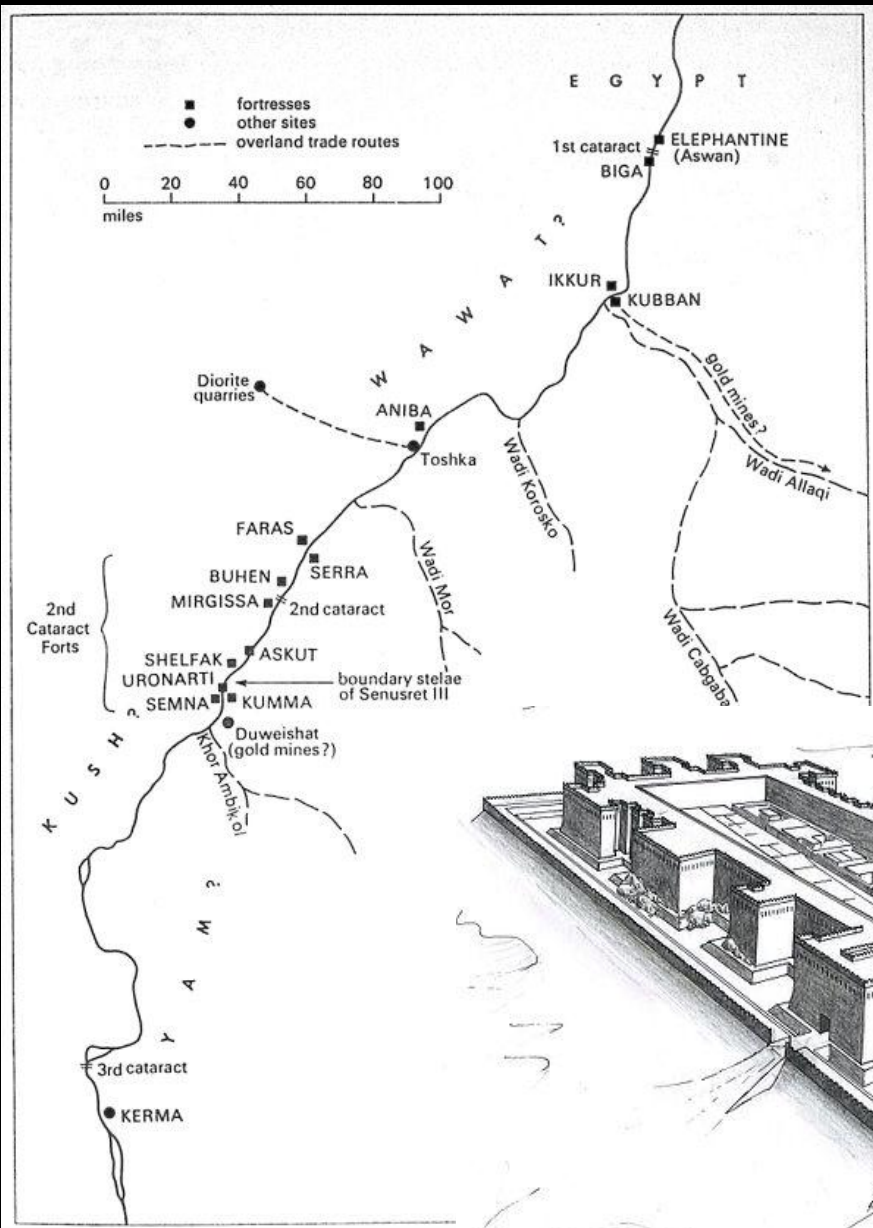 E G Y P T
fortresses
other sites
overland trade routes
0 20 40 60 80 100
miles
1st cataract
ELEPHANTINE
(Aswan)
BIGA
W A W A T ?
IKKUR
KUBBAN
gold mines?
Wadi Allaqi
Diorite
quarries
ANIBA
Toshka
Wadi Korosko
FARAS
SERRA
Wadi Mor
BUHEN
MIRGISSA
2nd cataract
Wadi Cabgaba
2nd
Cataract
Forts
SHELFAK
ASKUT
URONARTI
boundary stelae
of Senusret III
SEMNA
KUMMA
Duweishat
(gold mines?)
K U S H ?
Khor Ambikol
Y A M ?
3rd cataract
KERMA